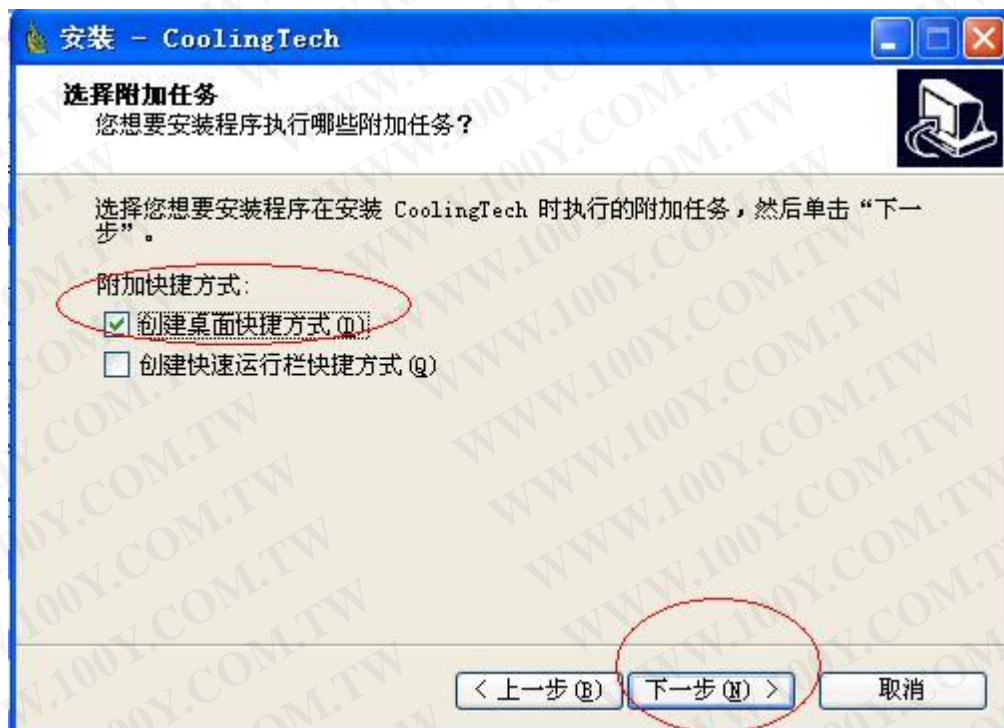 安装 - CoolingTech
选择附加任务
您想要安装程序执行哪些附加任务？
选择您想要安装程序在安装 CoolingTech 时执行的附加任务，然后单击“下一
步”。
附加快捷方式:
创建桌面快捷方式(D)
创建快速运行栏快捷方式(Q)
< 上一步(B)
下一步(N) >
取消
WWW.100Y.COM.TW